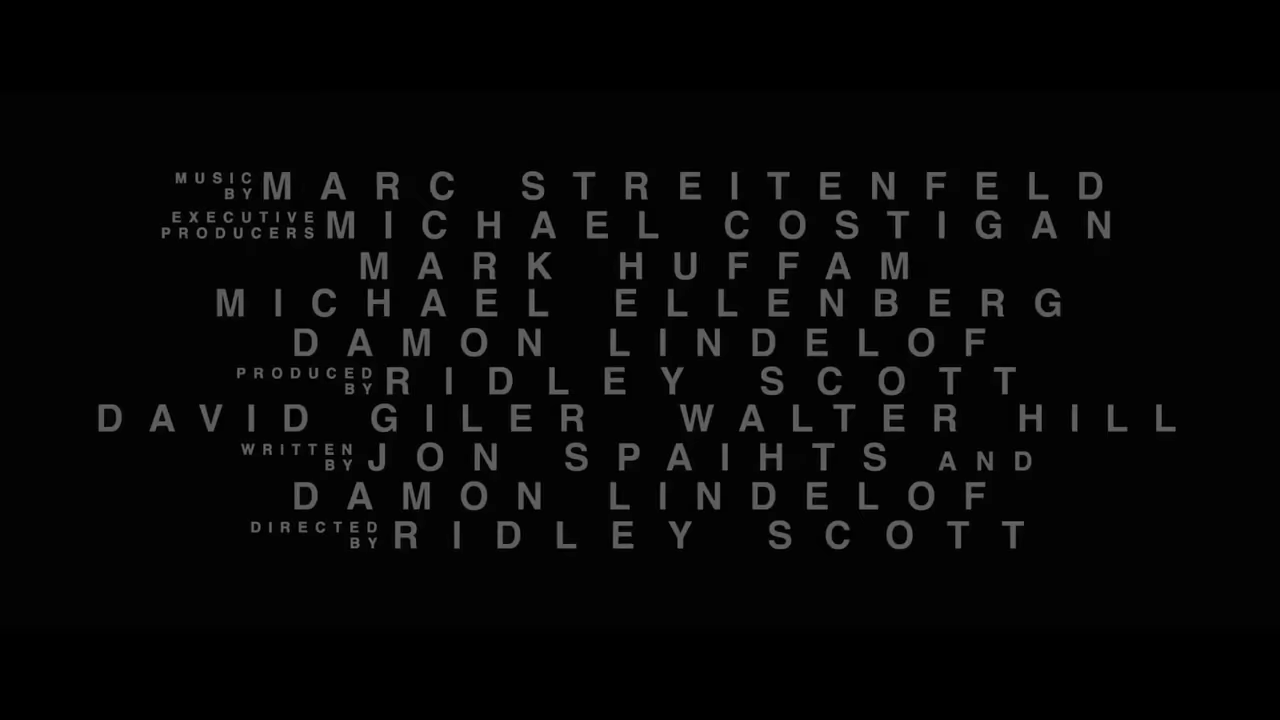 MUSIC BY MARC STREITENFELD
EXECUTIVE PRODUCERS MICHAEL COSTIGAN
MARK HUFFAM
MICHAEL ELLENBERG
DAMON LINDELOF
PRODUCED BY RIDLEY SCOTT
DAVID GILER WALTER HILL
WRITTEN BY JON SPAIHTS AND
DAMON LINDELOF
DIRECTED BY RIDLEY SCOTT